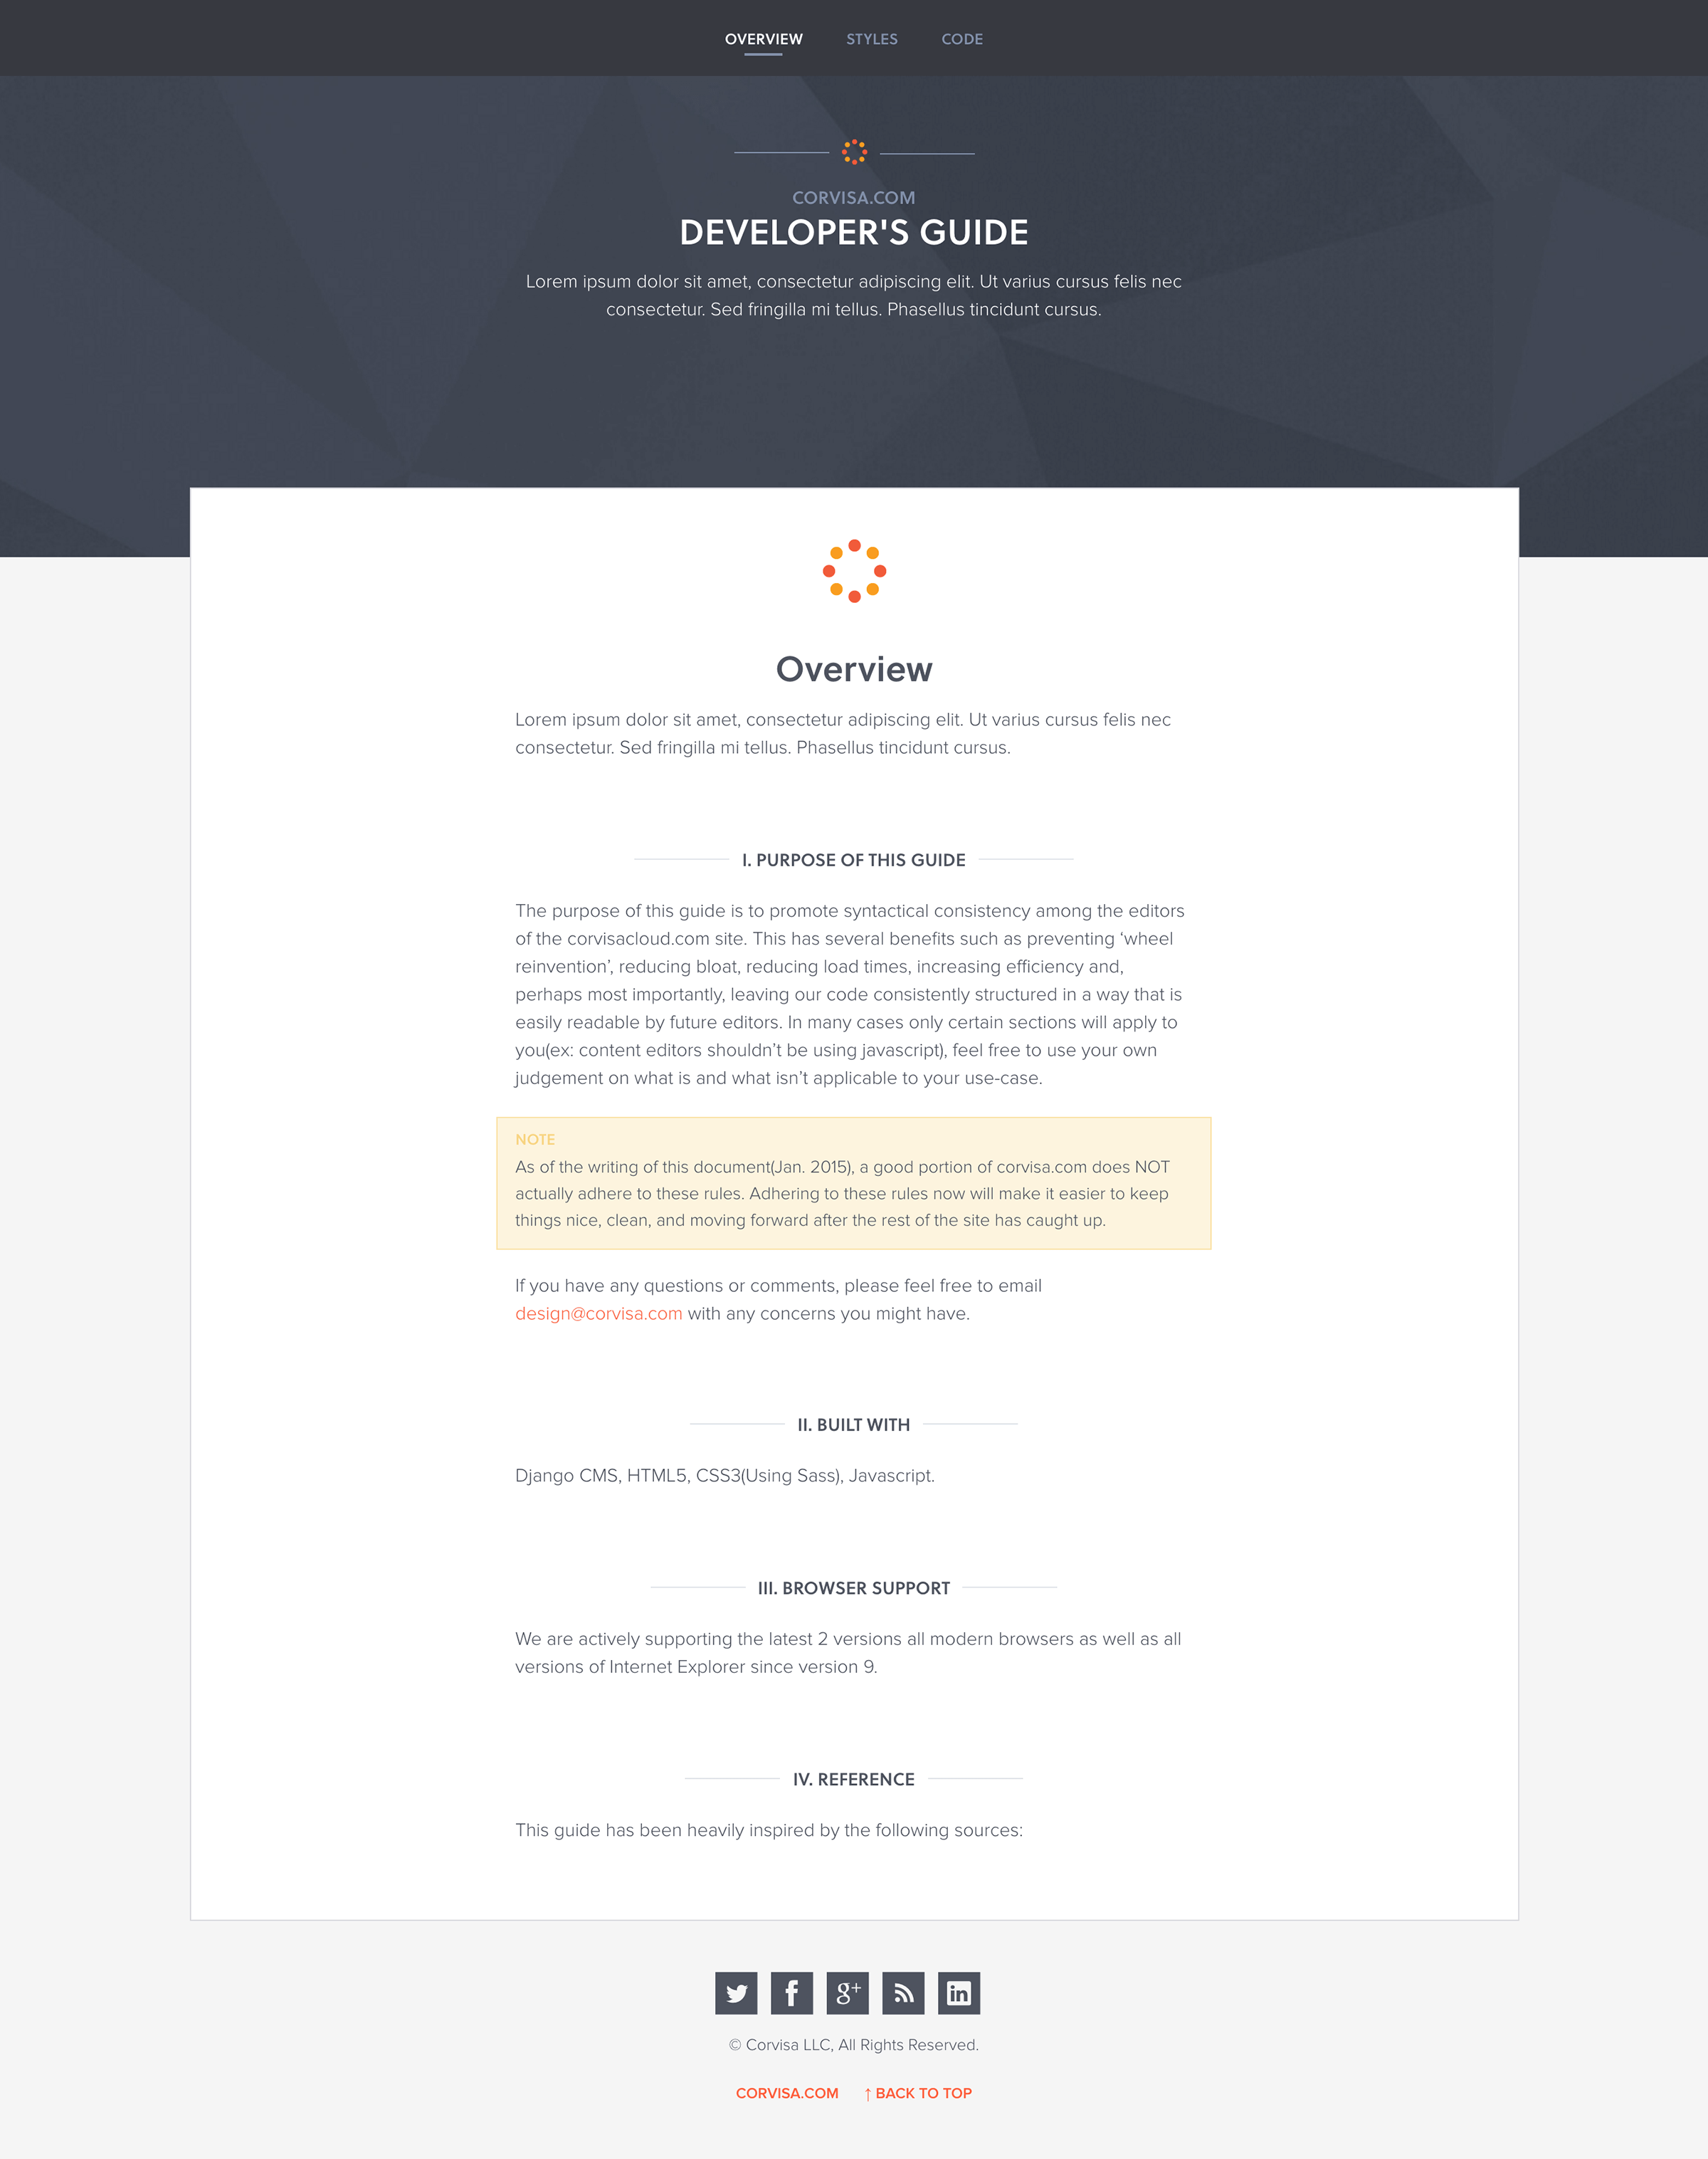 OVERVIEW STYLES CODE
CORVISA.COM
DEVELOPER'S GUIDE
Lorem ipsum dolor sit amet, consectetur adipiscing elit. Ut varius cursus felis nec
consectetur. Sed fringilla mi tellus. Phasellus tincidunt cursus.
Overview
Lorem ipsum dolor sit amet, consectetur adipiscing elit. Ut varius cursus felis nec
consectetur. Sed fringilla mi tellus. Phasellus tincidunt cursus.
I. PURPOSE OF THIS GUIDE
The purpose of this guide is to promote syntactical consistency among the editors
of the corvisacloud.com site. This has several benefits such as preventing ‘wheel
reinvention’, reducing bloat, reducing load times, increasing efficiency and,
perhaps most importantly, leaving our code consistently structured in a way that is
easily readable by future editors. In many cases only certain sections will apply to
you(ex: content editors shouldn’t be using javascript), feel free to use your own
judgement on what is and what isn’t applicable to your use-case.
NOTE
As of the writing of this document(Jan. 2015), a good portion of corvisa.com does NOT
actually adhere to these rules. Adhering to these rules now will make it easier to keep
things nice, clean, and moving forward after the rest of the site has caught up.
If you have any questions or comments, please feel free to email
design@corvisa.com with any concerns you might have.
II. BUILT WITH
Django CMS, HTML5, CSS3(Using Sass), Javascript.
III. BROWSER SUPPORT
We are actively supporting the latest 2 versions all modern browsers as well as all
versions of Internet Explorer since version 9.
IV. REFERENCE
This guide has been heavily inspired by the following sources:
f g+ in
© Corvisa LLC, All Rights Reserved.
CORVISA.COM ↑ BACK TO TOP